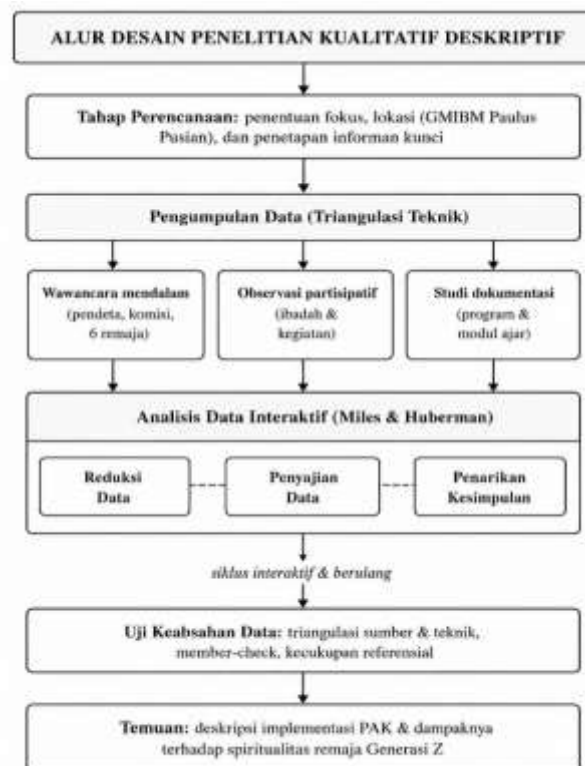 ALUR DESAIN PENELITIAN KUALITATIF DESKRIPTIF
Tahap Perencanaan: penentuan fokus, lokasi (GMIBM Paulus
Pusian), dan penetapan informan kunci
Pengumpulan Data (Triangulasi Teknik)
Wawancara mendalam
(pendeta, komisi,
6 remaja)
Observasi partisipatif
(ibadah &
kegiatan)
Studi dokumentasi
(program &
modul ajar)
Analisis Data Interaktif (Miles & Huberman)
Reduksi
Data
Penyajian
Data
Penarikan
Kesimpulan
siklus interaktif & berulang
Uji Keabsahan Data: triangulasi sumber & teknik,
member-check, kecukupan referensial
Temuan: deskripsi implementasi PAK & dampaknya
terhadap spiritualitas remaja Generasi Z